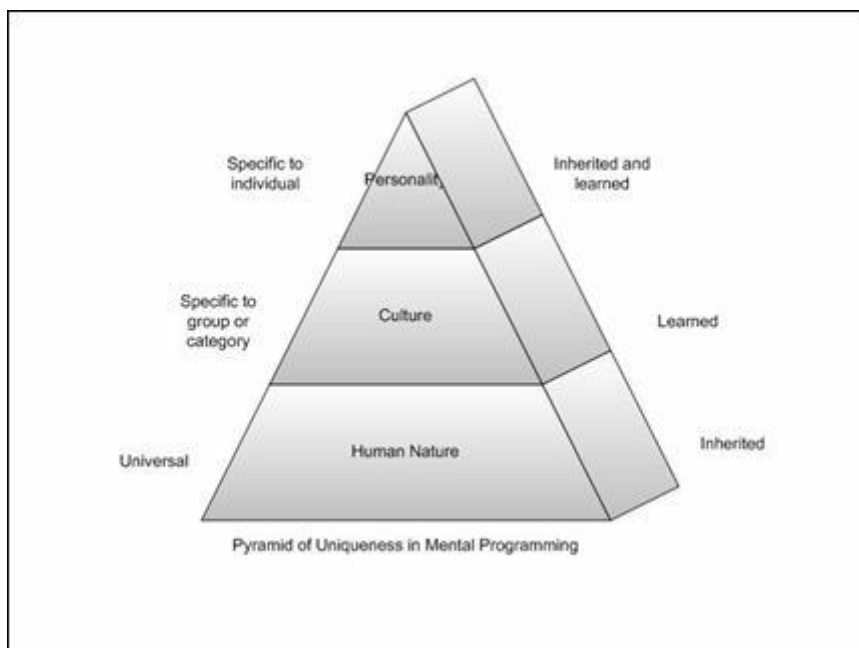 Specific to
individual
Personality
Inherited and
learned
Specific to
group or
category
Culture
Learned
Universal
Human Nature
Inherited
Pyramid of Uniqueness in Mental Programming